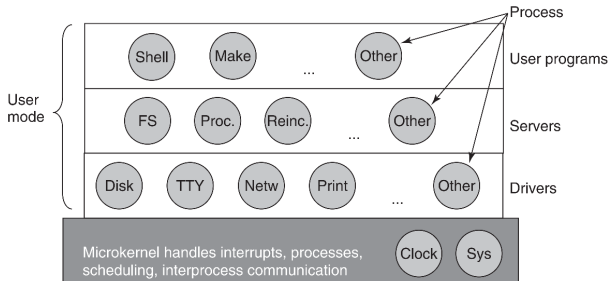 Process
Shell
Make
...
Other
User programs
User
mode
FS
Proc.
Reinc.
...
Other
Servers
Disk
TTY
Netw
Print
...
Other
Drivers
Microkernel handles interrupts, processes,
scheduling, interprocess communication
Clock
Sys